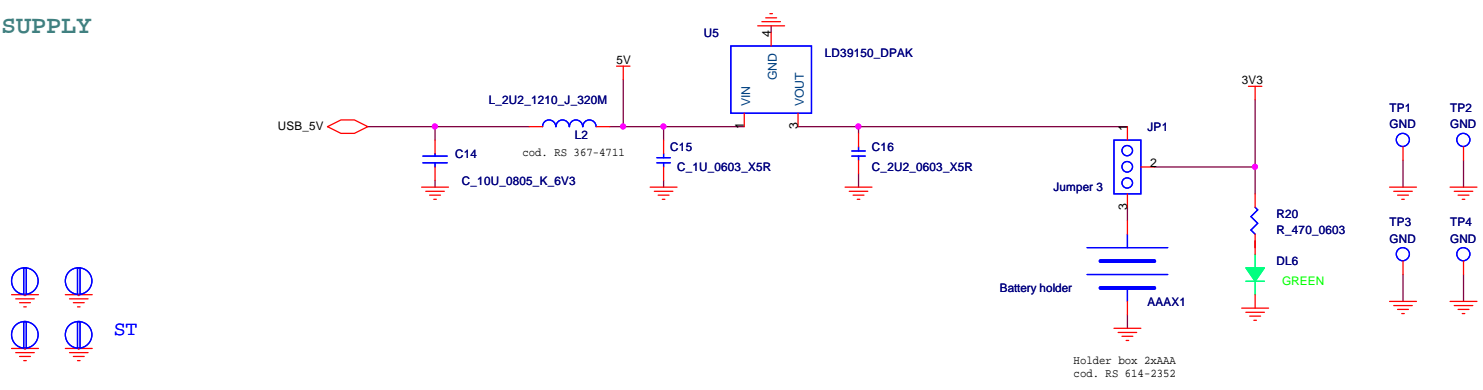 SUPPLY
U5
4
LD39150_DPAK
GND
VIN
VOUT
1
3
5V
L_2U2_1210_J_320M
USB_5V
L2
cod. RS 367-4711
C14
C_10U_0805_K_6V3
C15
C_1U_0603_X5R
C16
C_2U2_0603_X5R
1
JP1
2
Jumper 3
3
3V3
R20
R_470_0603
DL6
GREEN
Battery holder
AAAX1
Holder box 2xAAA
cod. RS 614-2352
TP1
GND
TP2
GND
TP3
GND
TP4
GND
ST